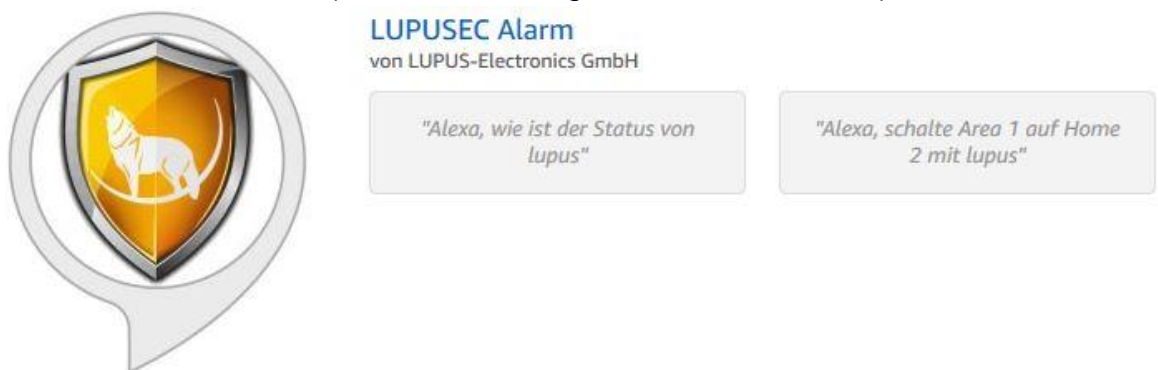 LUPUSEC Alarm
von LUPUS-Electronics GmbH
"Alexa, wie ist der Status von
lupus"
"Alexa, schalte Area 1 auf Home
2 mit lupus"